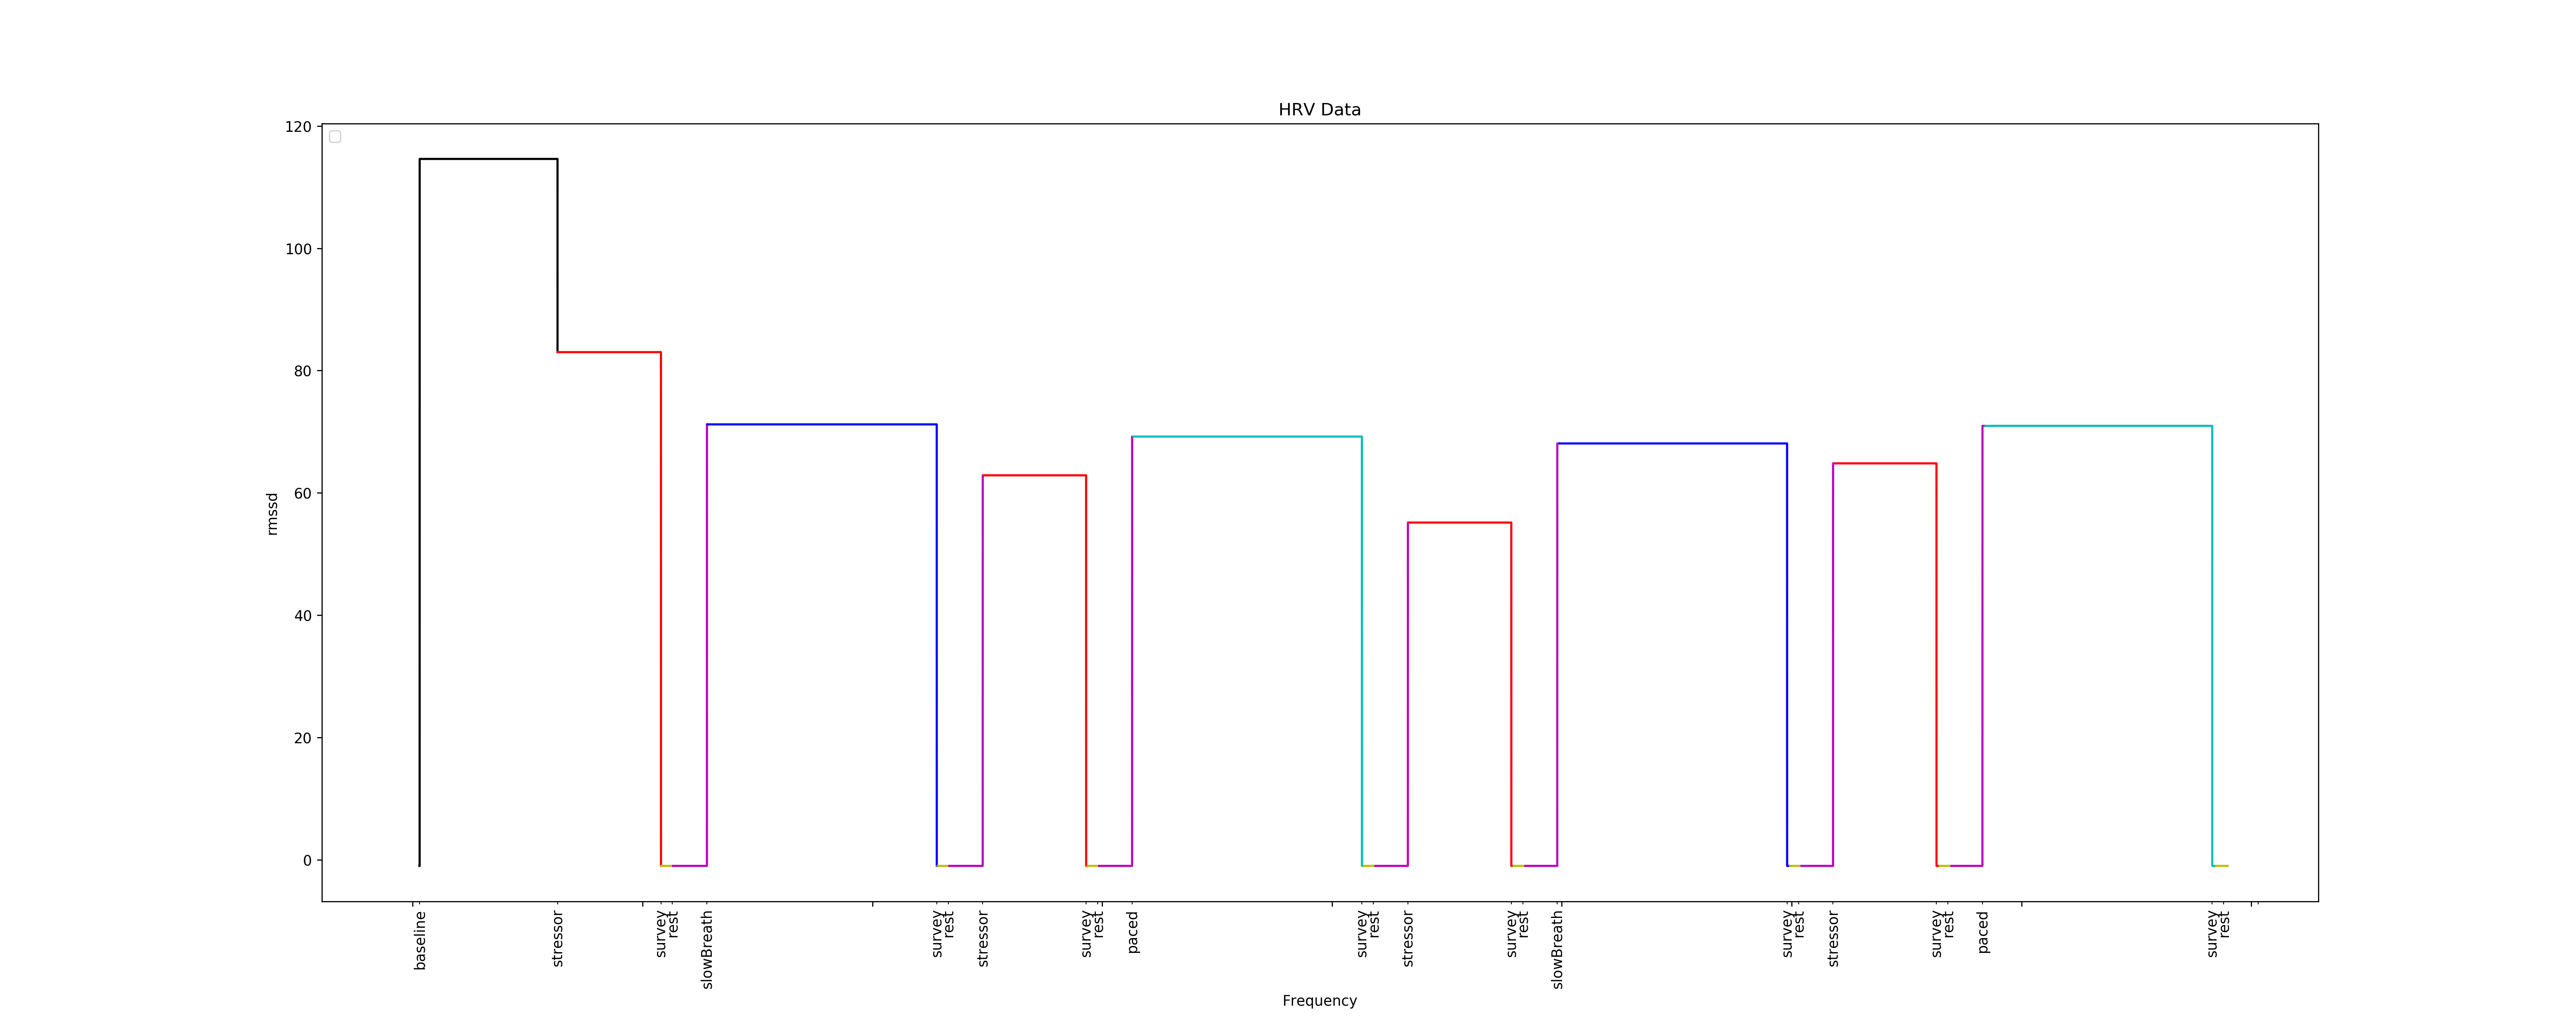 HRV Data
120
100
80
60
40
20
0
rmssd
baseline
stressor
survey
rest
slowBreath
survey
rest
stressor
survey
rest
paced
survey
rest
stressor
survey
rest
slowBreath
survey
rest
stressor
survey
rest
paced
survey
rest
Frequency